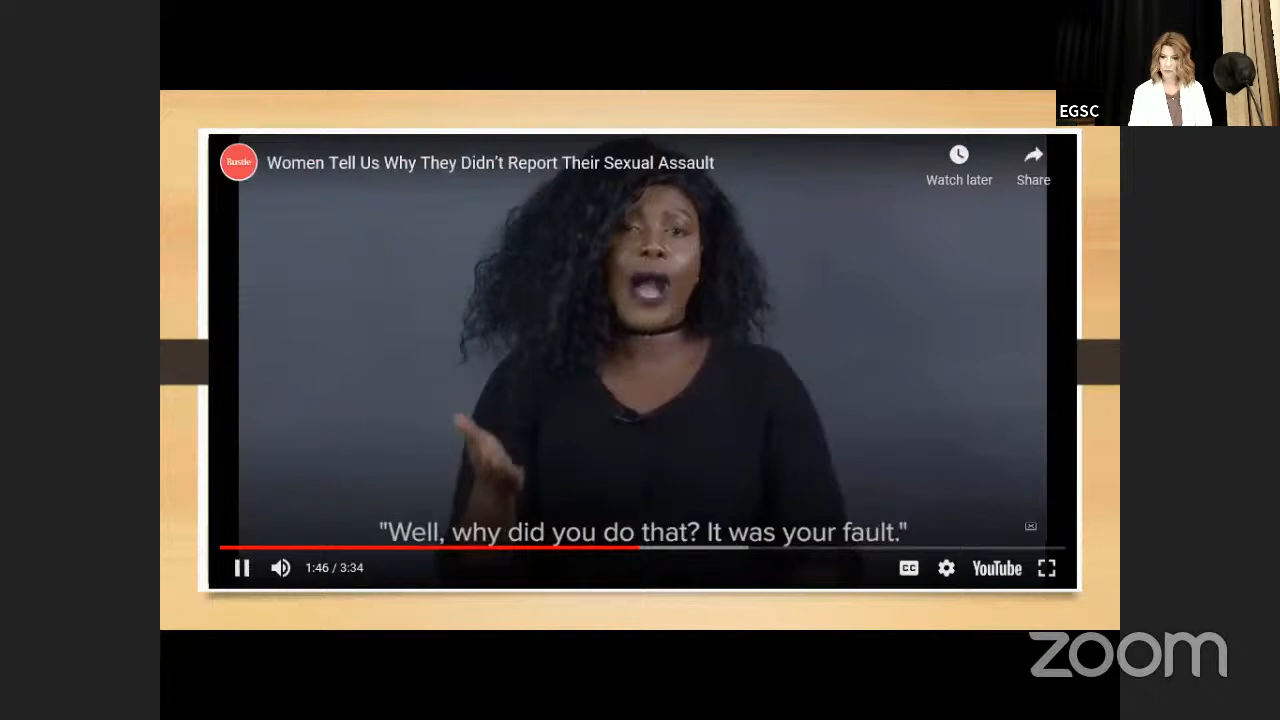 EGSC
Bustle
Women Tell Us Why They Didn't Report Their Sexual Assault
Watch later
Share
"Well, why did you do that? It was your fault."
1:46 / 3:34
CC
YouTube
zoom